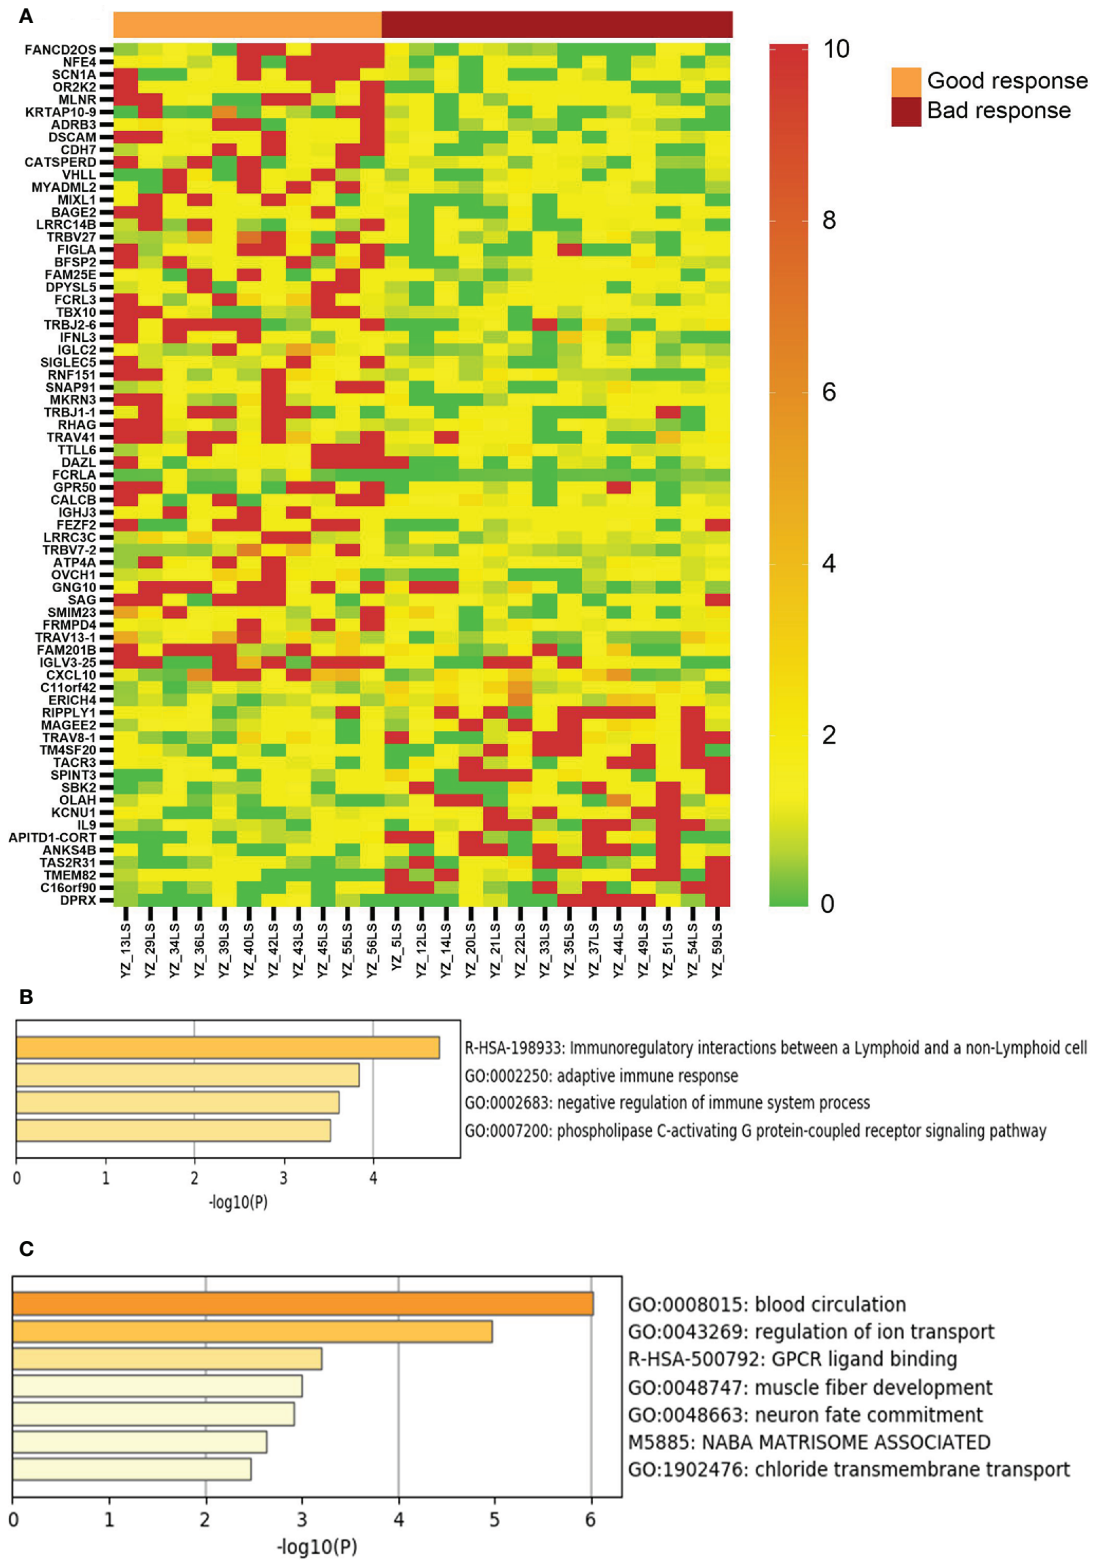 A
Good response
Bad response
FANCD2OS
NFE4
SCN1A
OR2K2
MLNR
KRTAP10-9
ADRB3
DSCAM
CDH7
CATSPERD
VHLL
MYADML2
MIXL1
BAGE2
LRRC14B
TRBV27
FIGLA
BFSP2
FAM25E
DPYSL5
FCRL3
TBX10
TRBJ2-6
IFNL3
IGLC2
SIGLEC5
RNF151
SNAP91
MKRN3
TRBJ1-1
RHAG
TRAV41
TTLL6
DAZL
FCRLA
GPR50
CALCB
IGHJ3
FEZF2
LRRC3C
TRBV7-2
ATP4A
OVCH1
GNG10
SAG
SMIM23
FRMPD4
TRAV13-1
FAM201B
IGLV3-25
CXCL10
C11orf42
ERICH4
RIPPLY1
MAGEE2
TRAV8-1
TM4SF20
TACR3
SPINT3
SBK2
OLAH
KCNU1
IL9
APITD1-CORT
ANKS4B
TAS2R31
TMEM82
C16orf90
DPRX
10
8
6
4
2
0
YZ_13LS
YZ_29LS
YZ_34LS
YZ_36LS
YZ_39LS
YZ_40LS
YZ_42LS
YZ_43LS
YZ_45LS
YZ_55LS
YZ_56LS
YZ_5LS
YZ_12LS
YZ_14LS
YZ_20LS
YZ_21LS
YZ_22LS
YZ_33LS
YZ_35LS
YZ_37LS
YZ_44LS
YZ_49LS
YZ_51LS
YZ_54LS
YZ_59LS
B
R-HSA-198933: Immunoregulatory interactions between a Lymphoid and a non-Lymphoid cell
GO:0002250: adaptive immune response
GO:0002683: negative regulation of immune system process
GO:0007200: phospholipase C-activating G protein-coupled receptor signaling pathway
0 1 2 3 4
-log10(P)
C
GO:0008015: blood circulation
GO:0043269: regulation of ion transport
R-HSA-500792: GPCR ligand binding
GO:0048747: muscle fiber development
GO:0048663: neuron fate commitment
M5885: NABA MATRISOME ASSOCIATED
GO:1902476: chloride transmembrane transport
0 1 2 3 4 5 6
-log10(P)